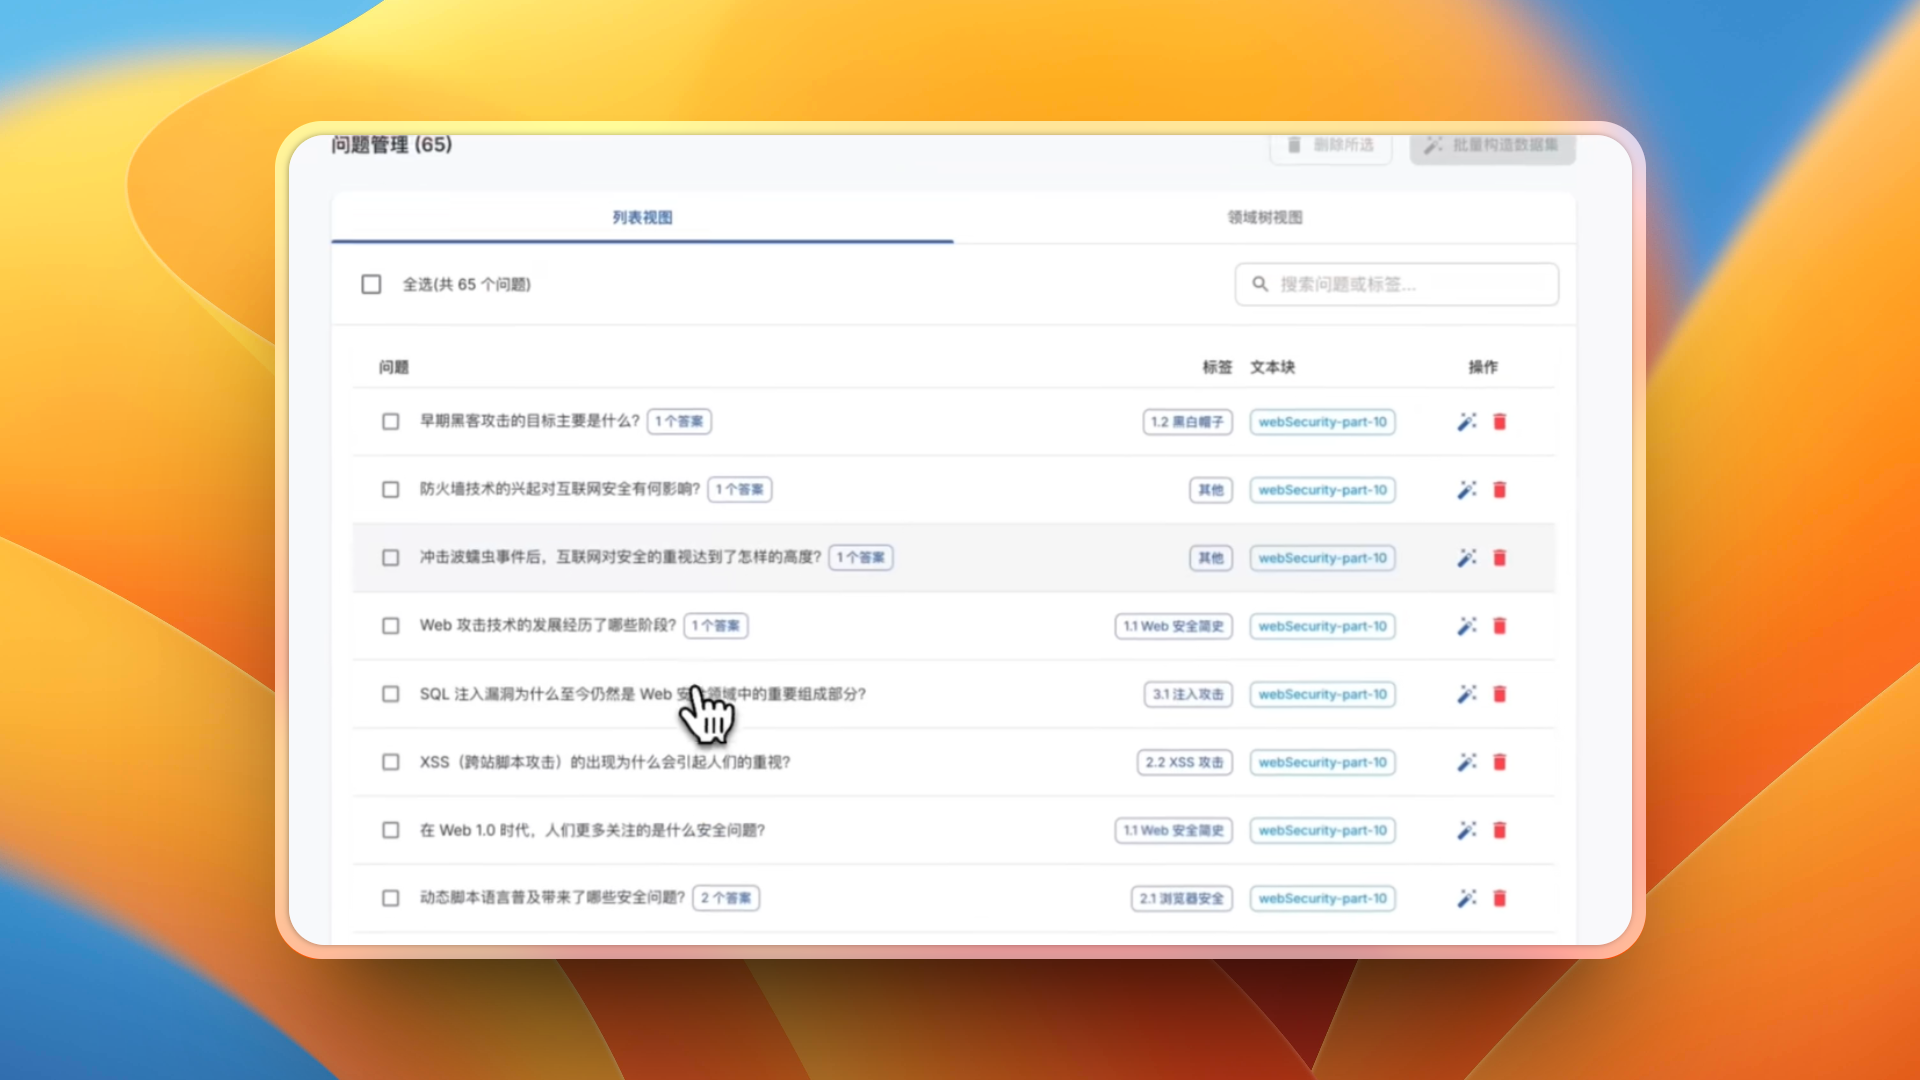 问题管理 (65)
删除所选
批量构造数据集
列表视图
领域树视图
全选(共 65 个问题)
搜索问题或标签...
问题 标签 文本块 操作
早期黑客攻击的目标主要是什么? 1 个答案 1.2 黑白帽子 webSecurity-part-10
防火墙技术的兴起对互联网安全有何影响? 1 个答案 其他 webSecurity-part-10
冲击波蠕虫事件后，互联网对安全的重视达到了怎样的高度? 1 个答案 其他 webSecurity-part-10
Web 攻击技术的发展经历了哪些阶段? 1 个答案 1.1 Web 安全简史 webSecurity-part-10
SQL 注入漏洞为什么至今仍然是 Web 安全领域中的重要组成部分? 3.1 注入攻击 webSecurity-part-10
XSS（跨站脚本攻击）的出现为什么会引起人们的重视? 2.2 XSS 攻击 webSecurity-part-10
在 Web 1.0 时代，人们更多关注的是什么安全问题? 1.1 Web 安全简史 webSecurity-part-10
动态脚本语言普及带来了哪些安全问题? 2 个答案 2.1 浏览器安全 webSecurity-part-10